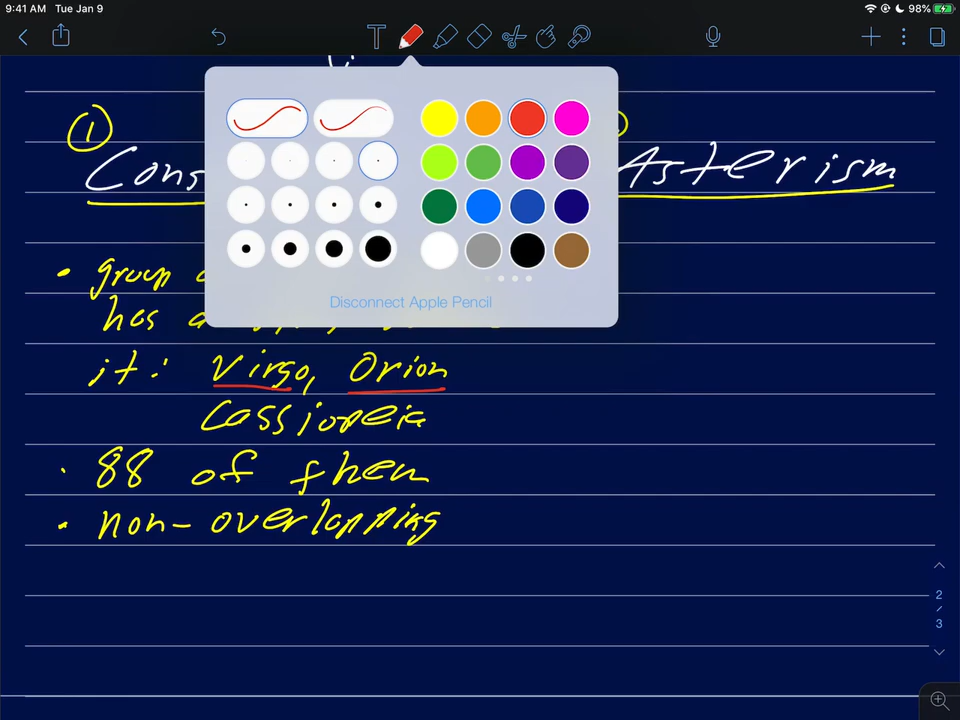 9:41 AM Tue Jan 9
98%
T
①
Cons
Asterism
• group
has a
it: Virgo, Orion
Cassiopeia
• 88 of them
• non-overlapping
Disconnect Apple Pencil
2
3